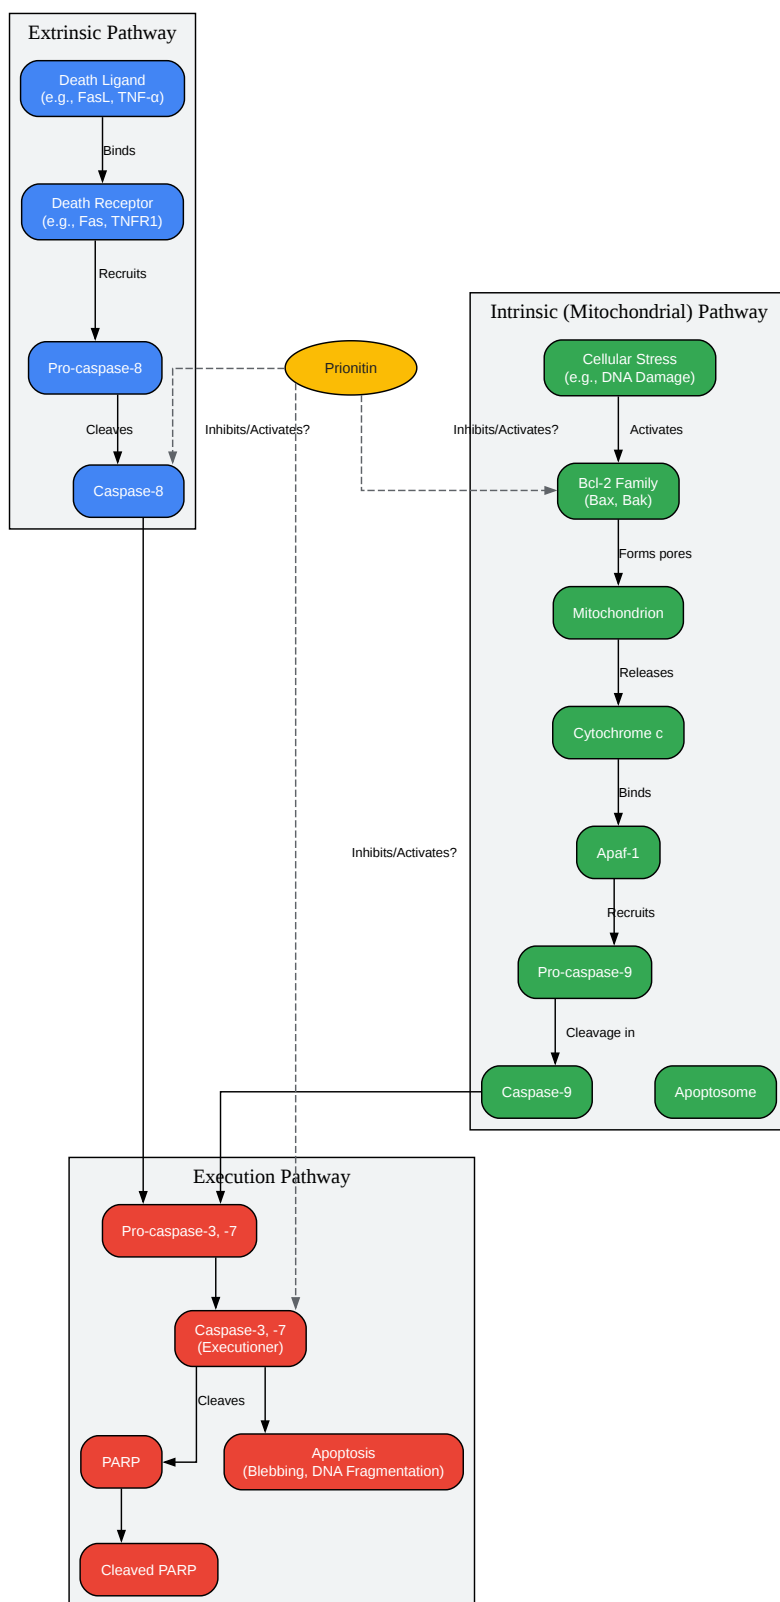 Extrinsic Pathway
Death Ligand
(e.g., FasL, TNF-α)
Binds
Death Receptor
(e.g., Fas, TNFR1)
Recruits
Pro-caspase-8
Cleaves
Caspase-8
Prionitin
Inhibits/Activates?
Inhibits/Activates?
Inhibits/Activates?
Intrinsic (Mitochondrial) Pathway
Cellular Stress
(e.g., DNA Damage)
Activates
Bcl-2 Family
(Bax, Bak)
Forms pores
Mitochondrion
Releases
Cytochrome c
Binds
Apaf-1
Recruits
Pro-caspase-9
Cleavage in
Caspase-9
Apoptosome
Execution Pathway
Pro-caspase-3, -7
Caspase-3, -7
(Executioner)
Cleaves
PARP
Apoptosis
(Blebbing, DNA Fragmentation)
Cleaved PARP